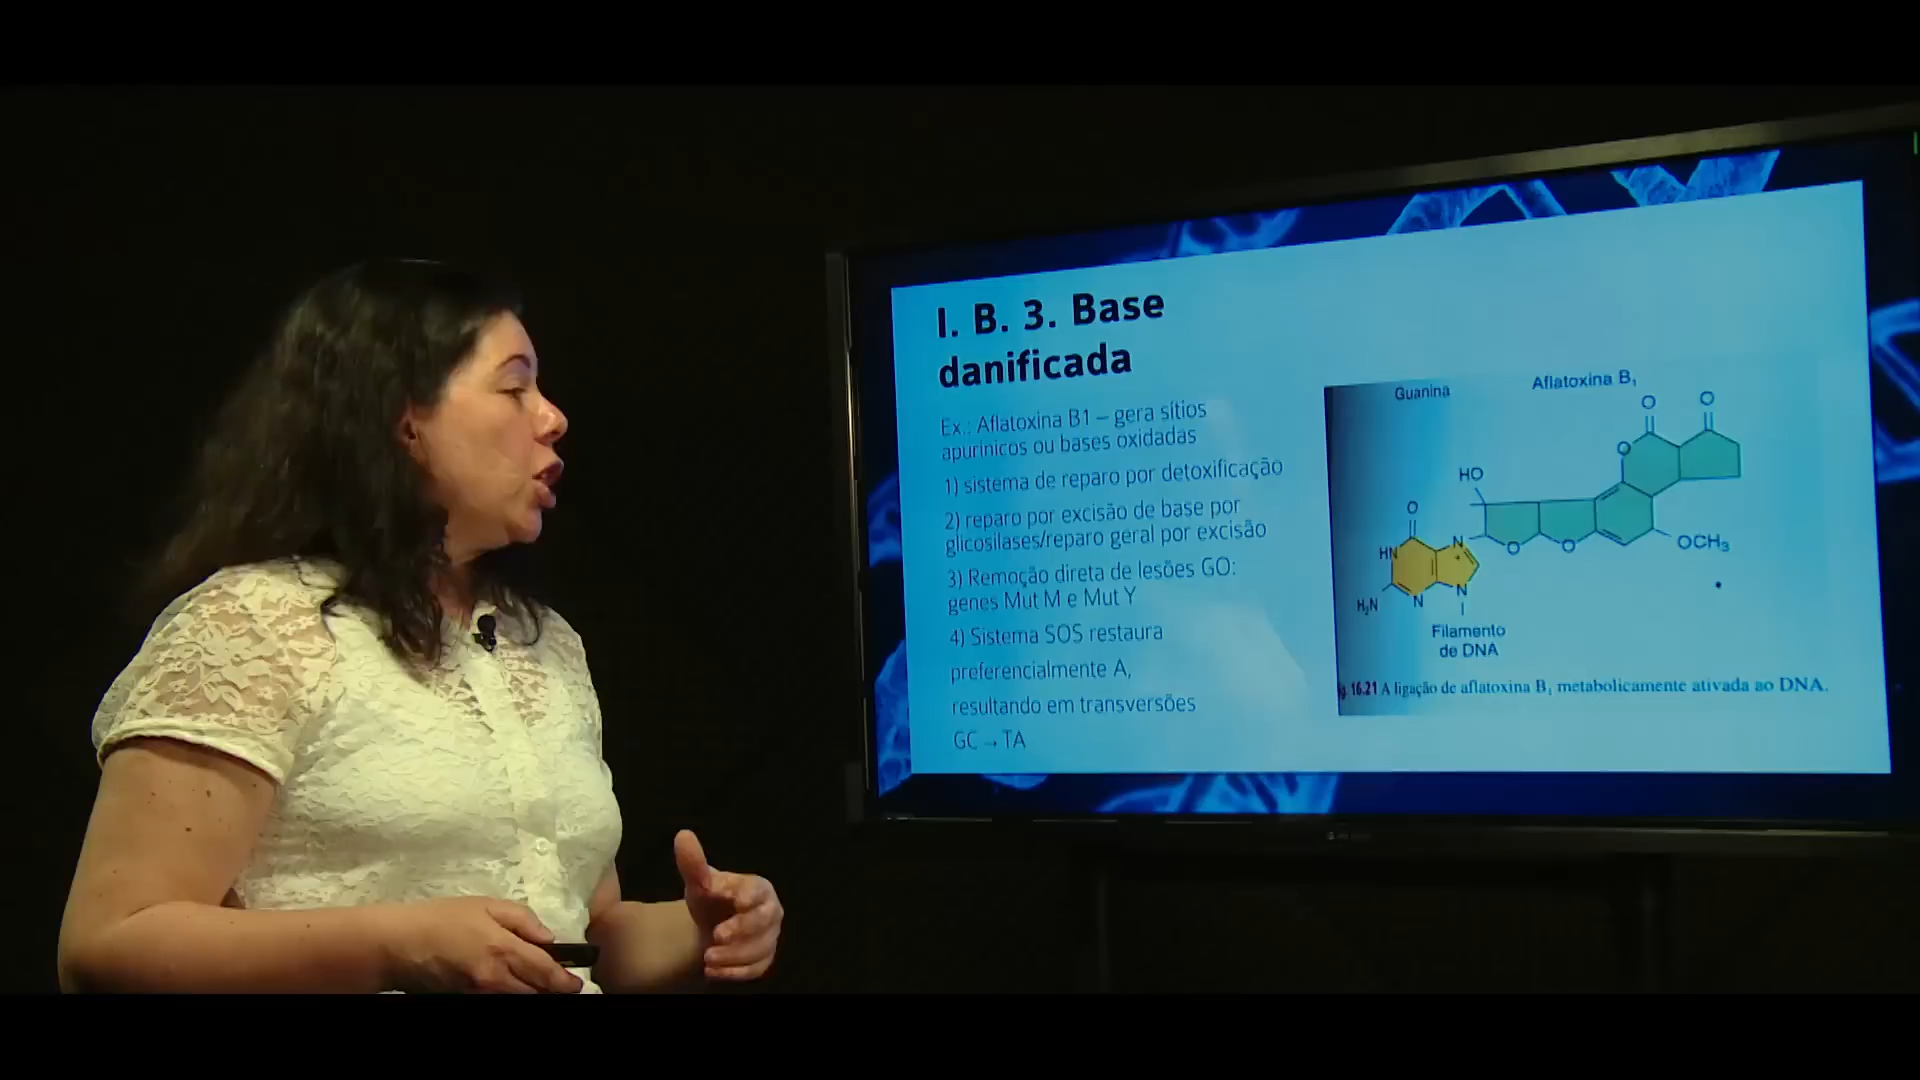 I. B. 3. Base
danificada
Ex.: Aflatoxina B1 – gera sítios
apurínicos ou bases oxidadas
1) sistema de reparo por detoxificação
2) reparo por excisão de base por
glicosilases/reparo geral por excisão
3) Remoção direta de lesões GO:
genes Mut M e Mut Y
4) Sistema SOS restaura
preferencialmente A,
resultando em transversões
GC → TA
Guanina
Aflatoxina B₁
O
O
O
HO
O
HN
N
O
O
OCH₃
H₂N
N
N
Filamento
de DNA
16.21 A ligação de aflatoxina B₁ metabolicamente ativada ao DNA.